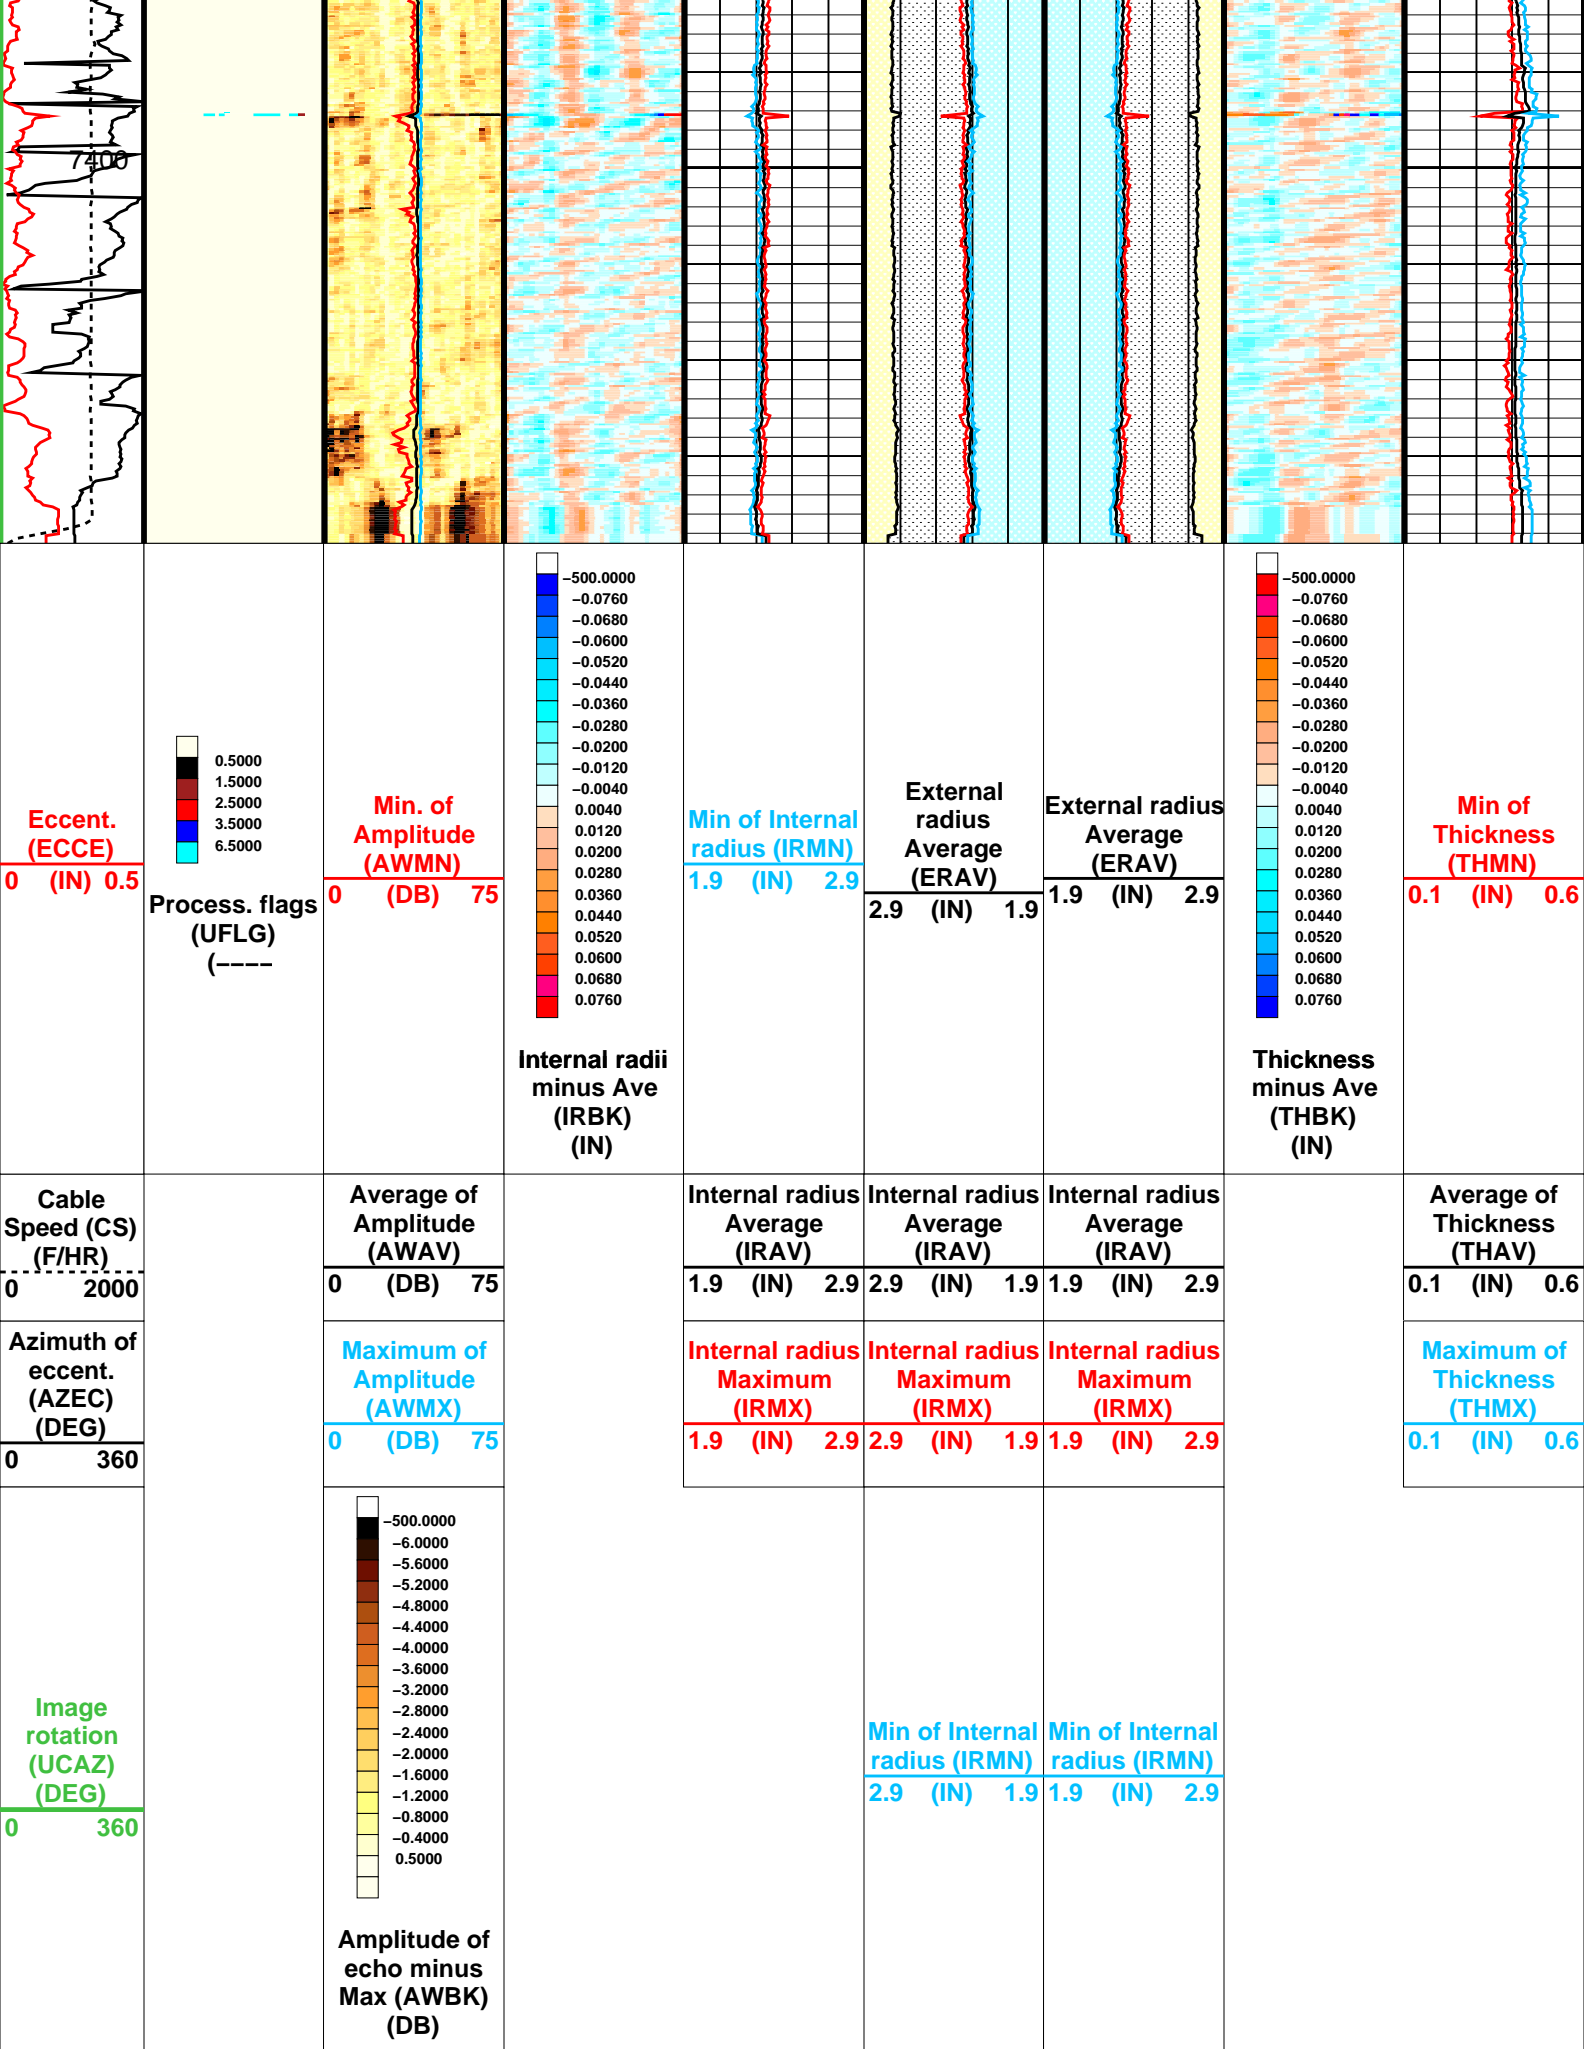 7400
Eccent.
(ECCE)
0 (IN) 0.5
0.5000
1.5000
2.5000
3.5000
6.5000
Process. flags
(UFLG)
(----
Min. of
Amplitude
(AWMN)
0 (DB) 75
-500.0000
-0.0760
-0.0680
-0.0600
-0.0520
-0.0440
-0.0360
-0.0280
-0.0200
-0.0120
-0.0040
0.0040
0.0120
0.0200
0.0280
0.0360
0.0440
0.0520
0.0600
0.0680
0.0760
Internal radii
minus Ave
(IRBK)
(IN)
Min of Internal
radius (IRMN)
1.9 (IN) 2.9
External
radius
Average
(ERAV)
2.9 (IN) 1.9
External radius
Average
(ERAV)
1.9 (IN) 2.9
-500.0000
-0.0760
-0.0680
-0.0600
-0.0520
-0.0440
-0.0360
-0.0280
-0.0200
-0.0120
-0.0040
0.0040
0.0120
0.0200
0.0280
0.0360
0.0440
0.0520
0.0600
0.0680
0.0760
Thickness
minus Ave
(THBK)
(IN)
Min of
Thickness
(THMN)
0.1 (IN) 0.6
Cable
Speed (CS)
(F/HR)
0 2000
Average of
Amplitude
(AWAV)
0 (DB) 75
Internal radius
Average
(IRAV)
1.9 (IN) 2.9
Internal radius
Average
(IRAV)
2.9 (IN) 1.9
Internal radius
Average
(IRAV)
1.9 (IN) 2.9
Average of
Thickness
(THAV)
0.1 (IN) 0.6
Azimuth of
eccent.
(AZEC)
(DEG)
0 360
Maximum of
Amplitude
(AWMX)
0 (DB) 75
Internal radius
Maximum
(IRMX)
1.9 (IN) 2.9
Internal radius
Maximum
(IRMX)
2.9 (IN) 1.9
Internal radius
Maximum
(IRMX)
1.9 (IN) 2.9
Maximum of
Thickness
(THMX)
0.1 (IN) 0.6
Image
rotation
(UCAZ)
(DEG)
0 360
-500.0000
-6.0000
-5.6000
-5.2000
-4.8000
-4.4000
-4.0000
-3.6000
-3.2000
-2.8000
-2.4000
-2.0000
-1.6000
-1.2000
-0.8000
-0.4000
0.5000
Amplitude of
echo minus
Max (AWBK)
(DB)
Min of Internal
radius (IRMN)
2.9 (IN) 1.9
Min of Internal
radius (IRMN)
1.9 (IN) 2.9